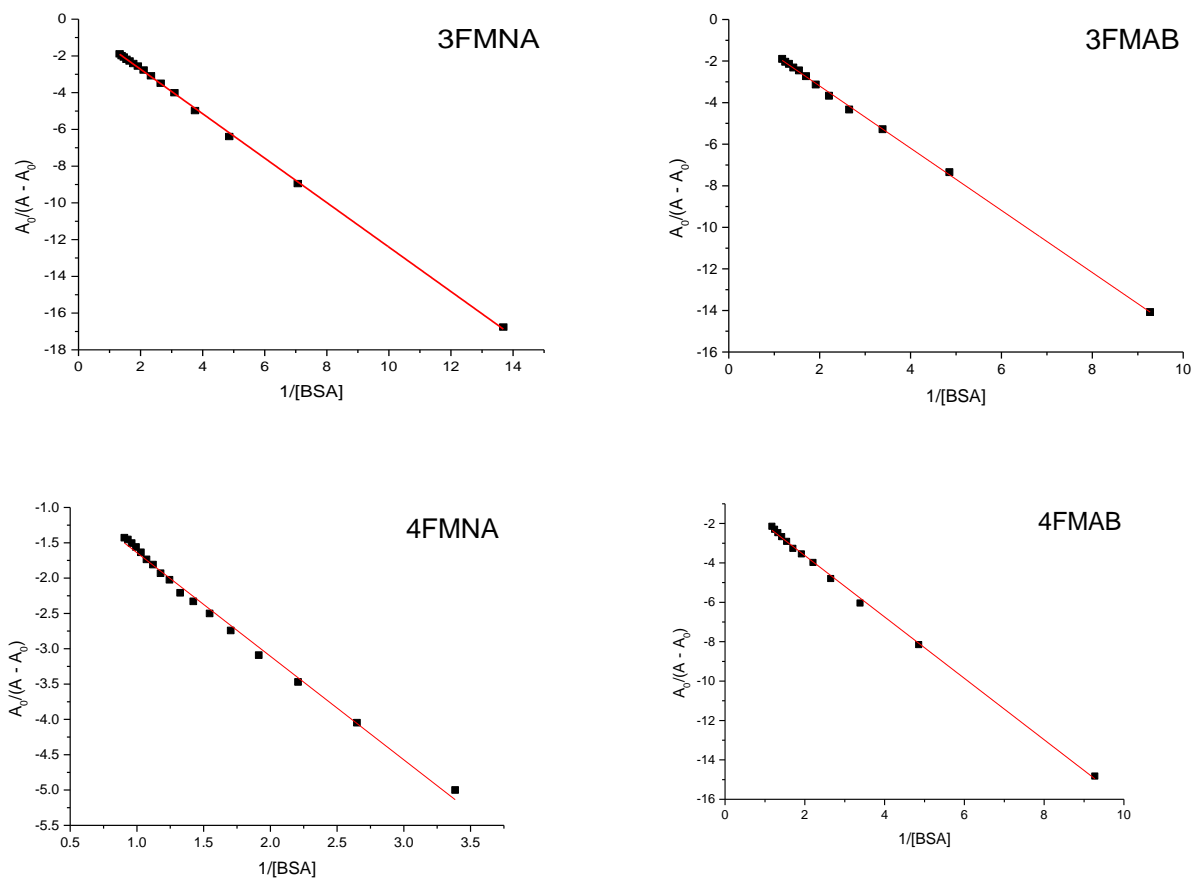 3FMNA
0
-2
-4
-6
-8
-10
-12
-14
-16
-18
A₀/(A - A₀)
0 2 4 6 8 10 12 14
1/[BSA]
3FMAB
0
-2
-4
-6
-8
-10
-12
-14
-16
A₀/(A - A₀)
0 2 4 6 8 10
1/[BSA]
4FMNA
-1.0
-1.5
-2.0
-2.5
-3.0
-3.5
-4.0
-4.5
-5.0
-5.5
A₀/(A - A₀)
0.5 1.0 1.5 2.0 2.5 3.0 3.5
1/[BSA]
4FMAB
-2
-4
-6
-8
-10
-12
-14
-16
A₀/(A - A₀)
0 2 4 6 8 10
1/[BSA]